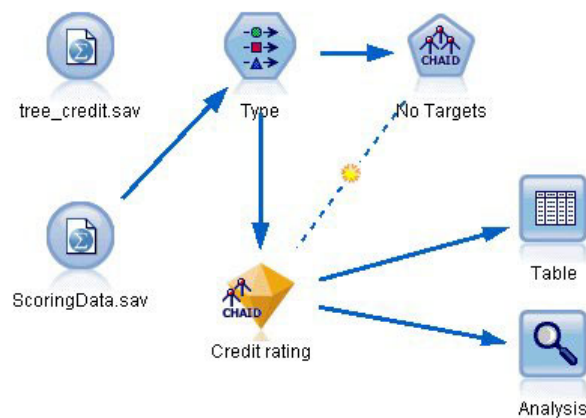 tree_credit.sav
Type
CHAID
No Targets
ScoringData.sav
CHAID
Credit rating
Table
Analysis